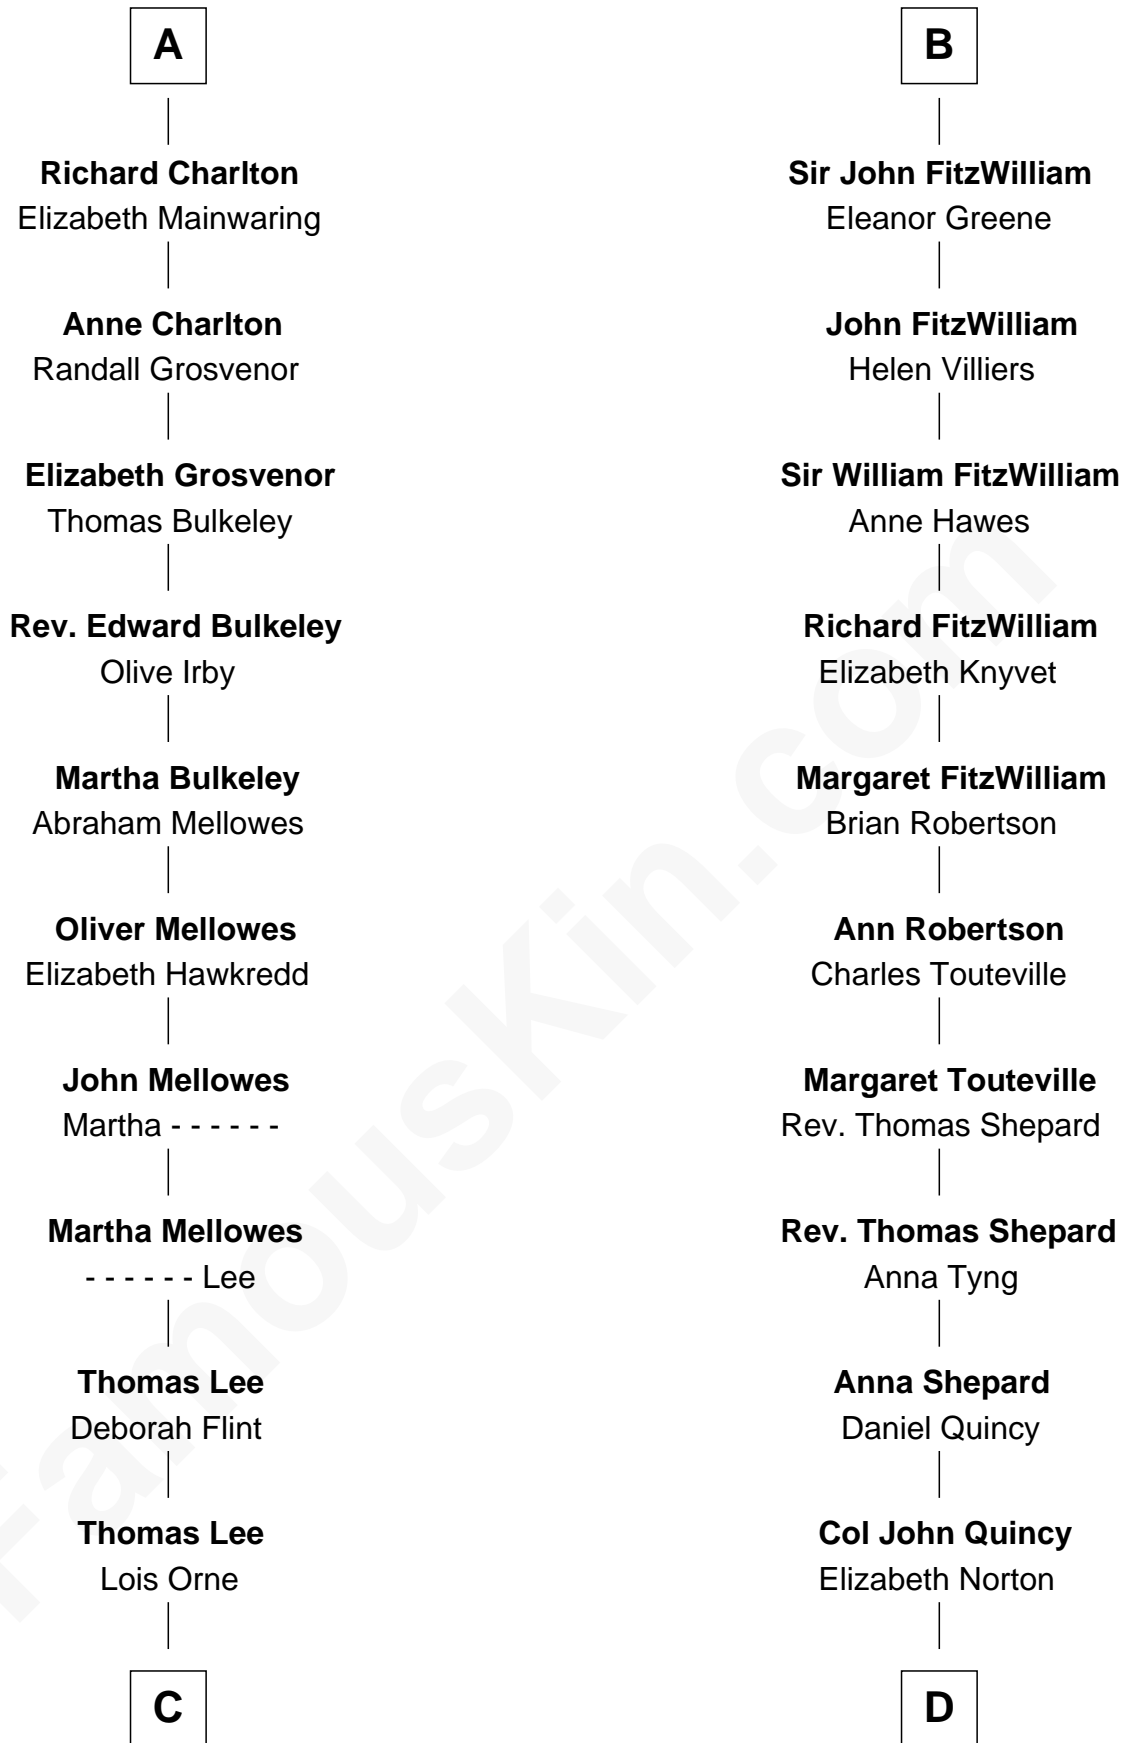 A
Richard Charlton
Elizabeth Mainwaring
Anne Charlton
Randall Grosvenor
Elizabeth Grosvenor
Thomas Bulkeley
Rev. Edward Bulkeley
Olive Irby
Martha Bulkeley
Abraham Mellowes
Oliver Mellowes
Elizabeth Hawkredd
John Mellowes
Martha - - - - - -
Martha Mellowes
- - - - - - Lee
Thomas Lee
Deborah Flint
Thomas Lee
Lois Orne
C
B
Sir John FitzWilliam
Eleanor Greene
John FitzWilliam
Helen Villiers
Sir William FitzWilliam
Anne Hawes
Richard FitzWilliam
Elizabeth Knyvet
Margaret FitzWilliam
Brian Robertson
Ann Robertson
Charles Touteville
Margaret Touteville
Rev. Thomas Shepard
Rev. Thomas Shepard
Anna Tyng
Anna Shepard
Daniel Quincy
Col John Quincy
Elizabeth Norton
D
FamousKin.com